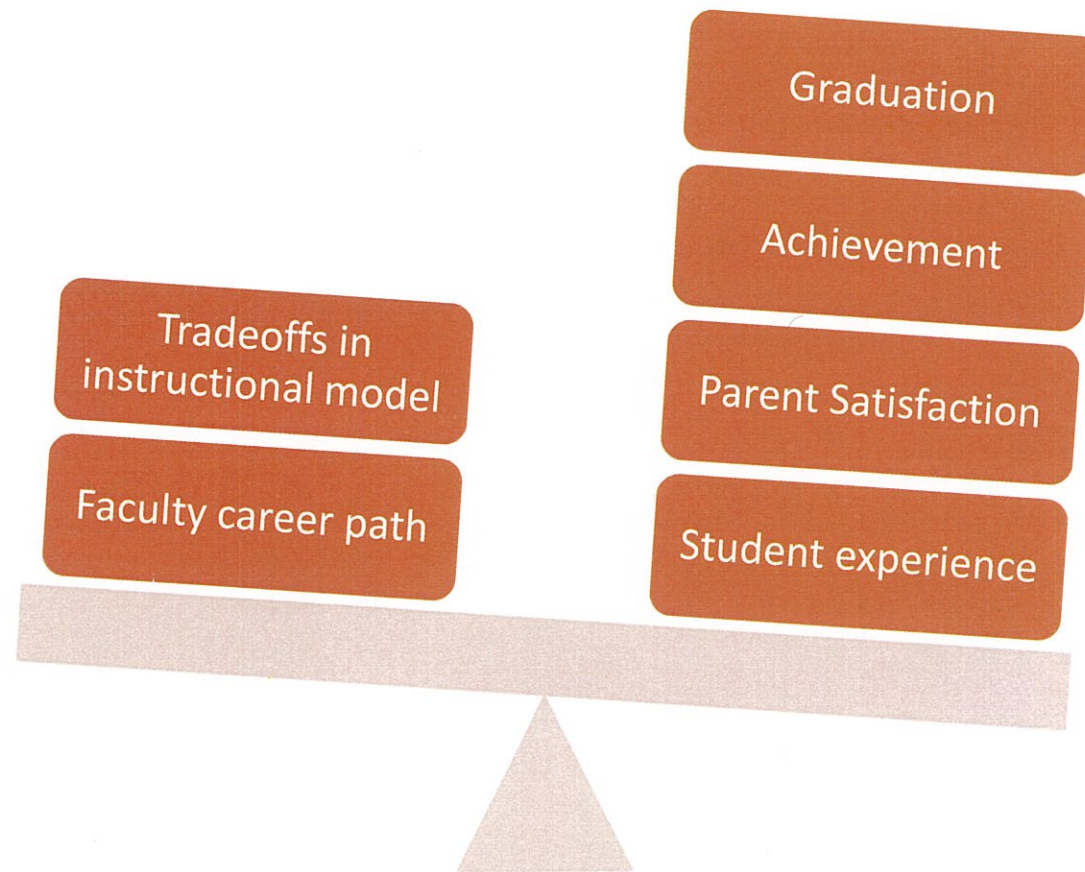 Graduation
Achievement
Tradeoffs in
instructional model
Parent Satisfaction
Faculty career path
Student experience